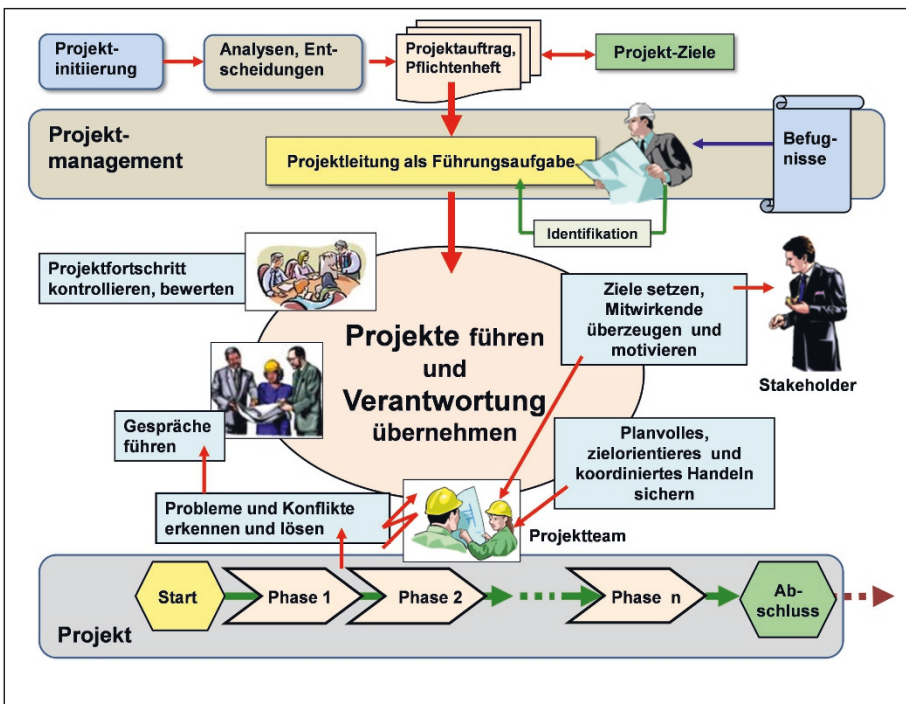 Projekt-
initiierung
Analysen, Ent-
scheidungen
Projektauftrag,
Pflichtenheft
Projekt-Ziele
Projekt-
management
Projektleitung als Führungsaufgabe
Befug-
nisse
Identifikation
Projektfortschritt
kontrollieren, bewerten
Ziele setzen,
Mitwirkende
überzeugen und
motivieren
Stakeholder
Projekte führen
und
Verantwortung
übernehmen
Gespräche
führen
Planvolles,
zielorientieres und
koordiniertes Handeln
sichern
Probleme und Konflikte
erkennen und lösen
Projektteam
Start
Phase 1
Phase 2
Phase n
Ab-
schluss
Projekt